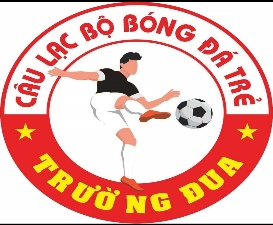 CÂU LẠC BỘ BÓNG ĐÁ TRẺ
TRƯỜNG ĐUA